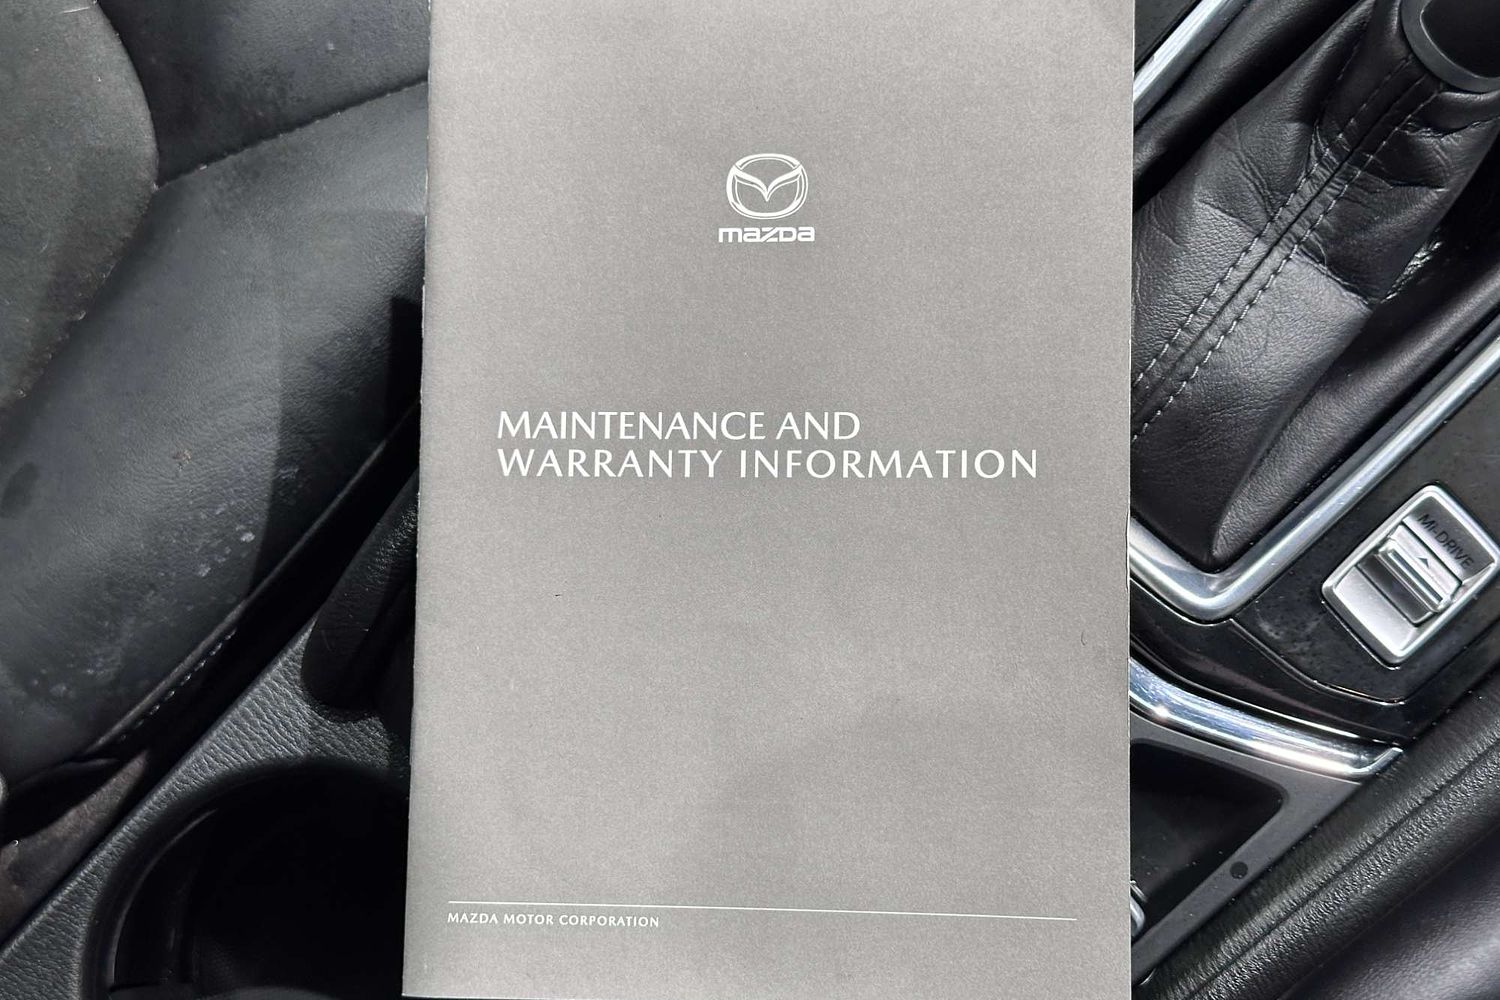 mazda
MAINTENANCE AND
WARRANTY INFORMATION
MI-DRIVE
MAZDA MOTOR CORPORATION